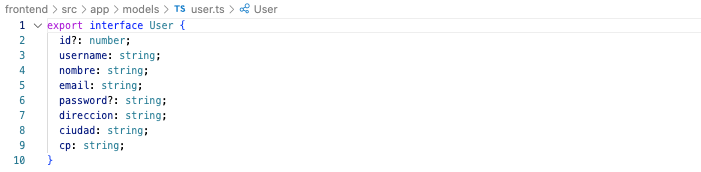 frontend > src > app > models > TS user.ts > User
1 export interface User {
2 id?: number;
3 username: string;
4 nombre: string;
5 email: string;
6 password?: string;
7 direccion: string;
8 ciudad: string;
9 cp: string;
10 }